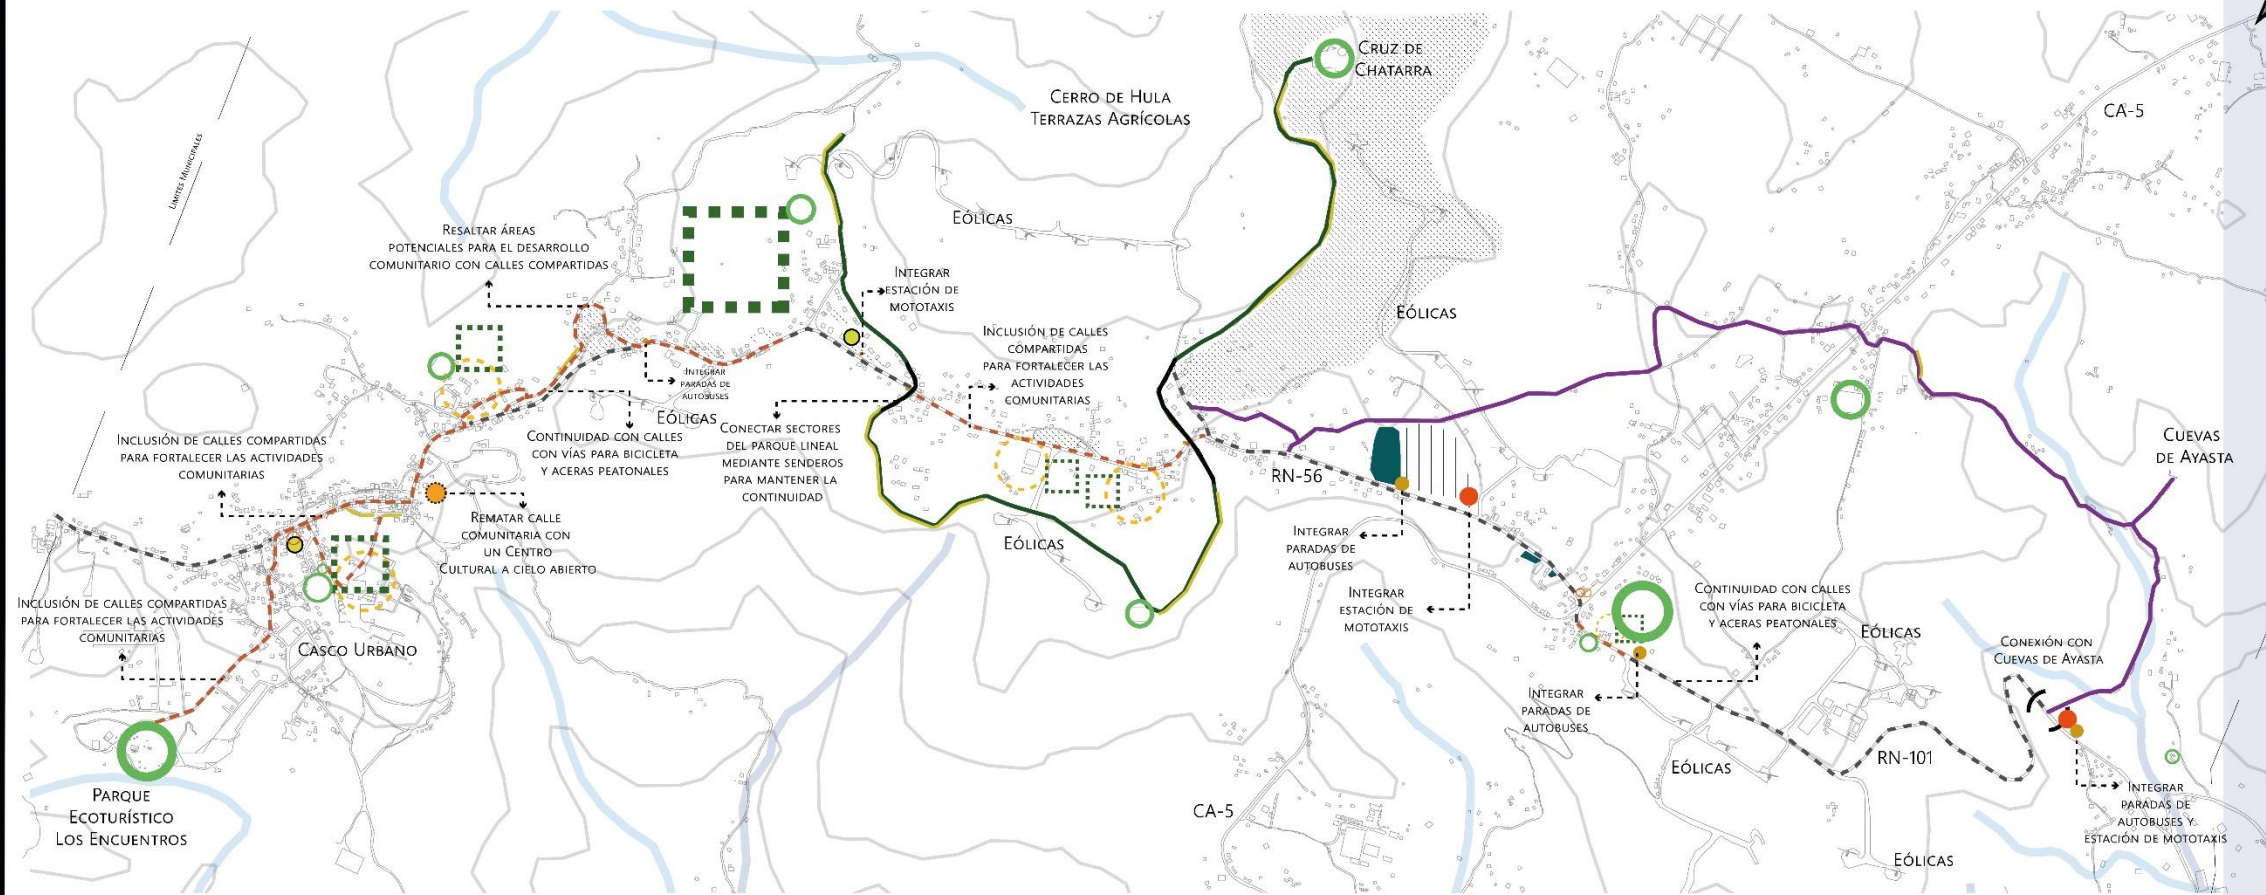 Cruz de
Chatarra
Cerro de Hula
Terrazas Agrícolas
CA-5
Limites Municipales
Resaltar áreas
potenciales para el desarrollo
comunitario con calles compartidas
Eólicas
Integrar
estación de
mototaxis
Inclusión de calles
compartidas
para fortalecer las
actividades
comunitarias
Eólicas
Integrar
paradas de
autobuses
Eólicas
Continuidad con calles
con vías para bicicleta
y aceras peatonales
Conectar sectores
del parque lineal
mediante senderos
para mantener la
continuidad
Inclusión de calles compartidas
para fortalecer las actividades
comunitarias
Cuevas
de Ayasta
RN-56
Rematar calle
comunitaria con
un Centro
Cultural a cielo abierto
Eólicas
Integrar
paradas de
autobuses
Integrar
estación de
mototaxis
Continuidad con calles
con vías para bicicleta
y aceras peatonales
Eólicas
Inclusión de calles compartidas
para fortalecer las actividades
comunitarias
Casco Urbano
Conexión con
Cuevas de Ayasta
Integrar
paradas de
autobuses
Eólicas
RN-101
Parque
Ecoturístico
Los Encuentros
CA-5
Integrar
paradas de
autobuses y
estación de mototaxis
Eólicas